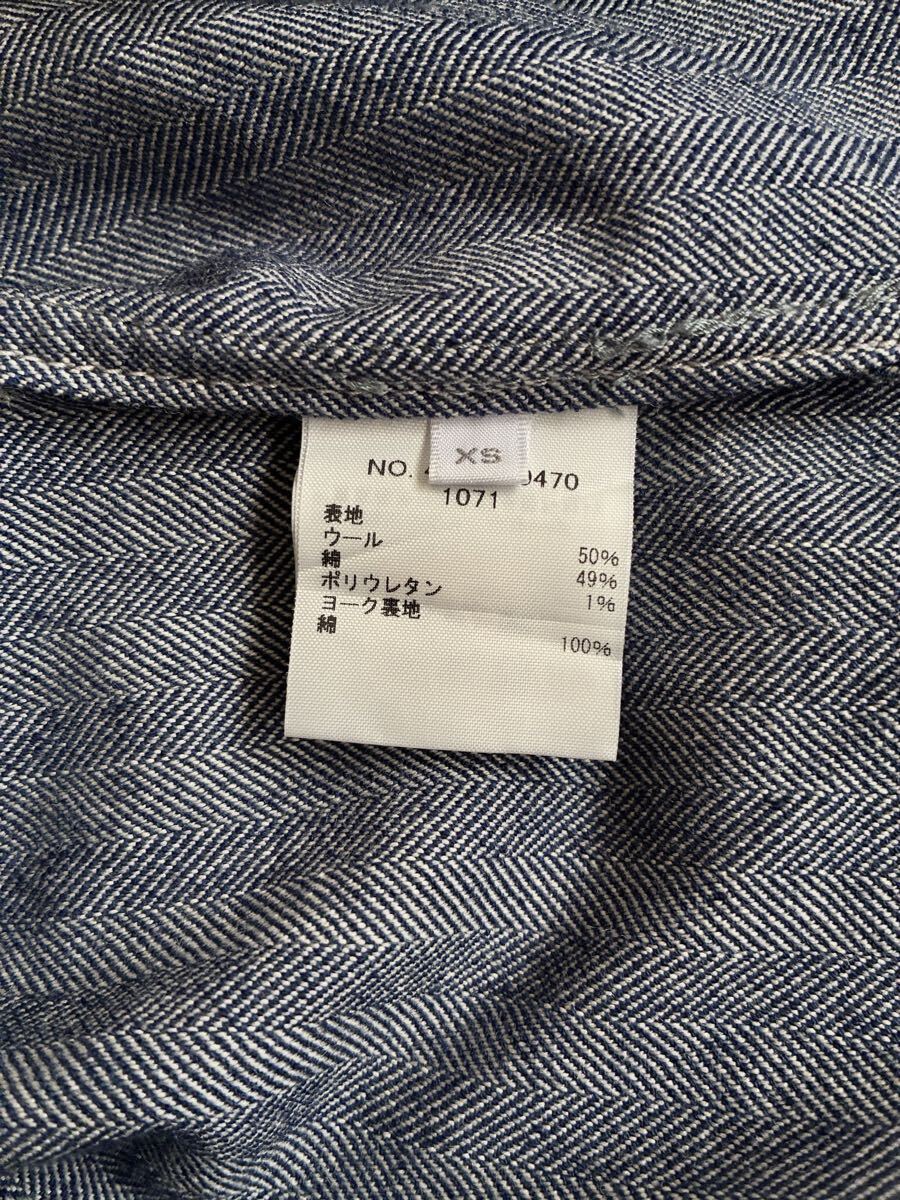 XS
NO. 0470
1071
表地
ウール 50%
綿 49%
ポリウレタン 1%
ヨーク裏地
綿 100%